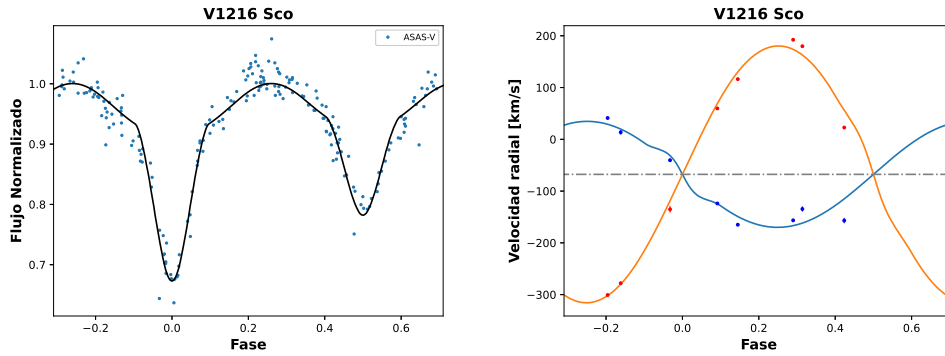 V1216 Sco
ASAS-V
Flujo Normalizado
1.0
0.9
0.8
0.7
−0.2 0.0 0.2 0.4 0.6
Fase
V1216 Sco
Velocidad radial [km/s]
200
100
0
−100
−200
−300
−0.2 0.0 0.2 0.4 0.6
Fase